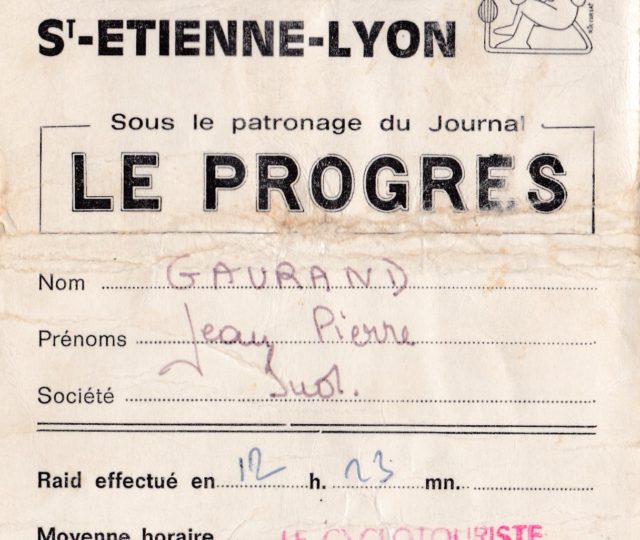 ST-ETIENNE-LYON
Sous le patronage du Journal
LE PROGRES
Nom GAURAND
Prénoms Jean Pierre
Société Indl.
Raid effectué en 12 h. 23 mn.
Moyenne horaire LE CYCLOTOURISTE